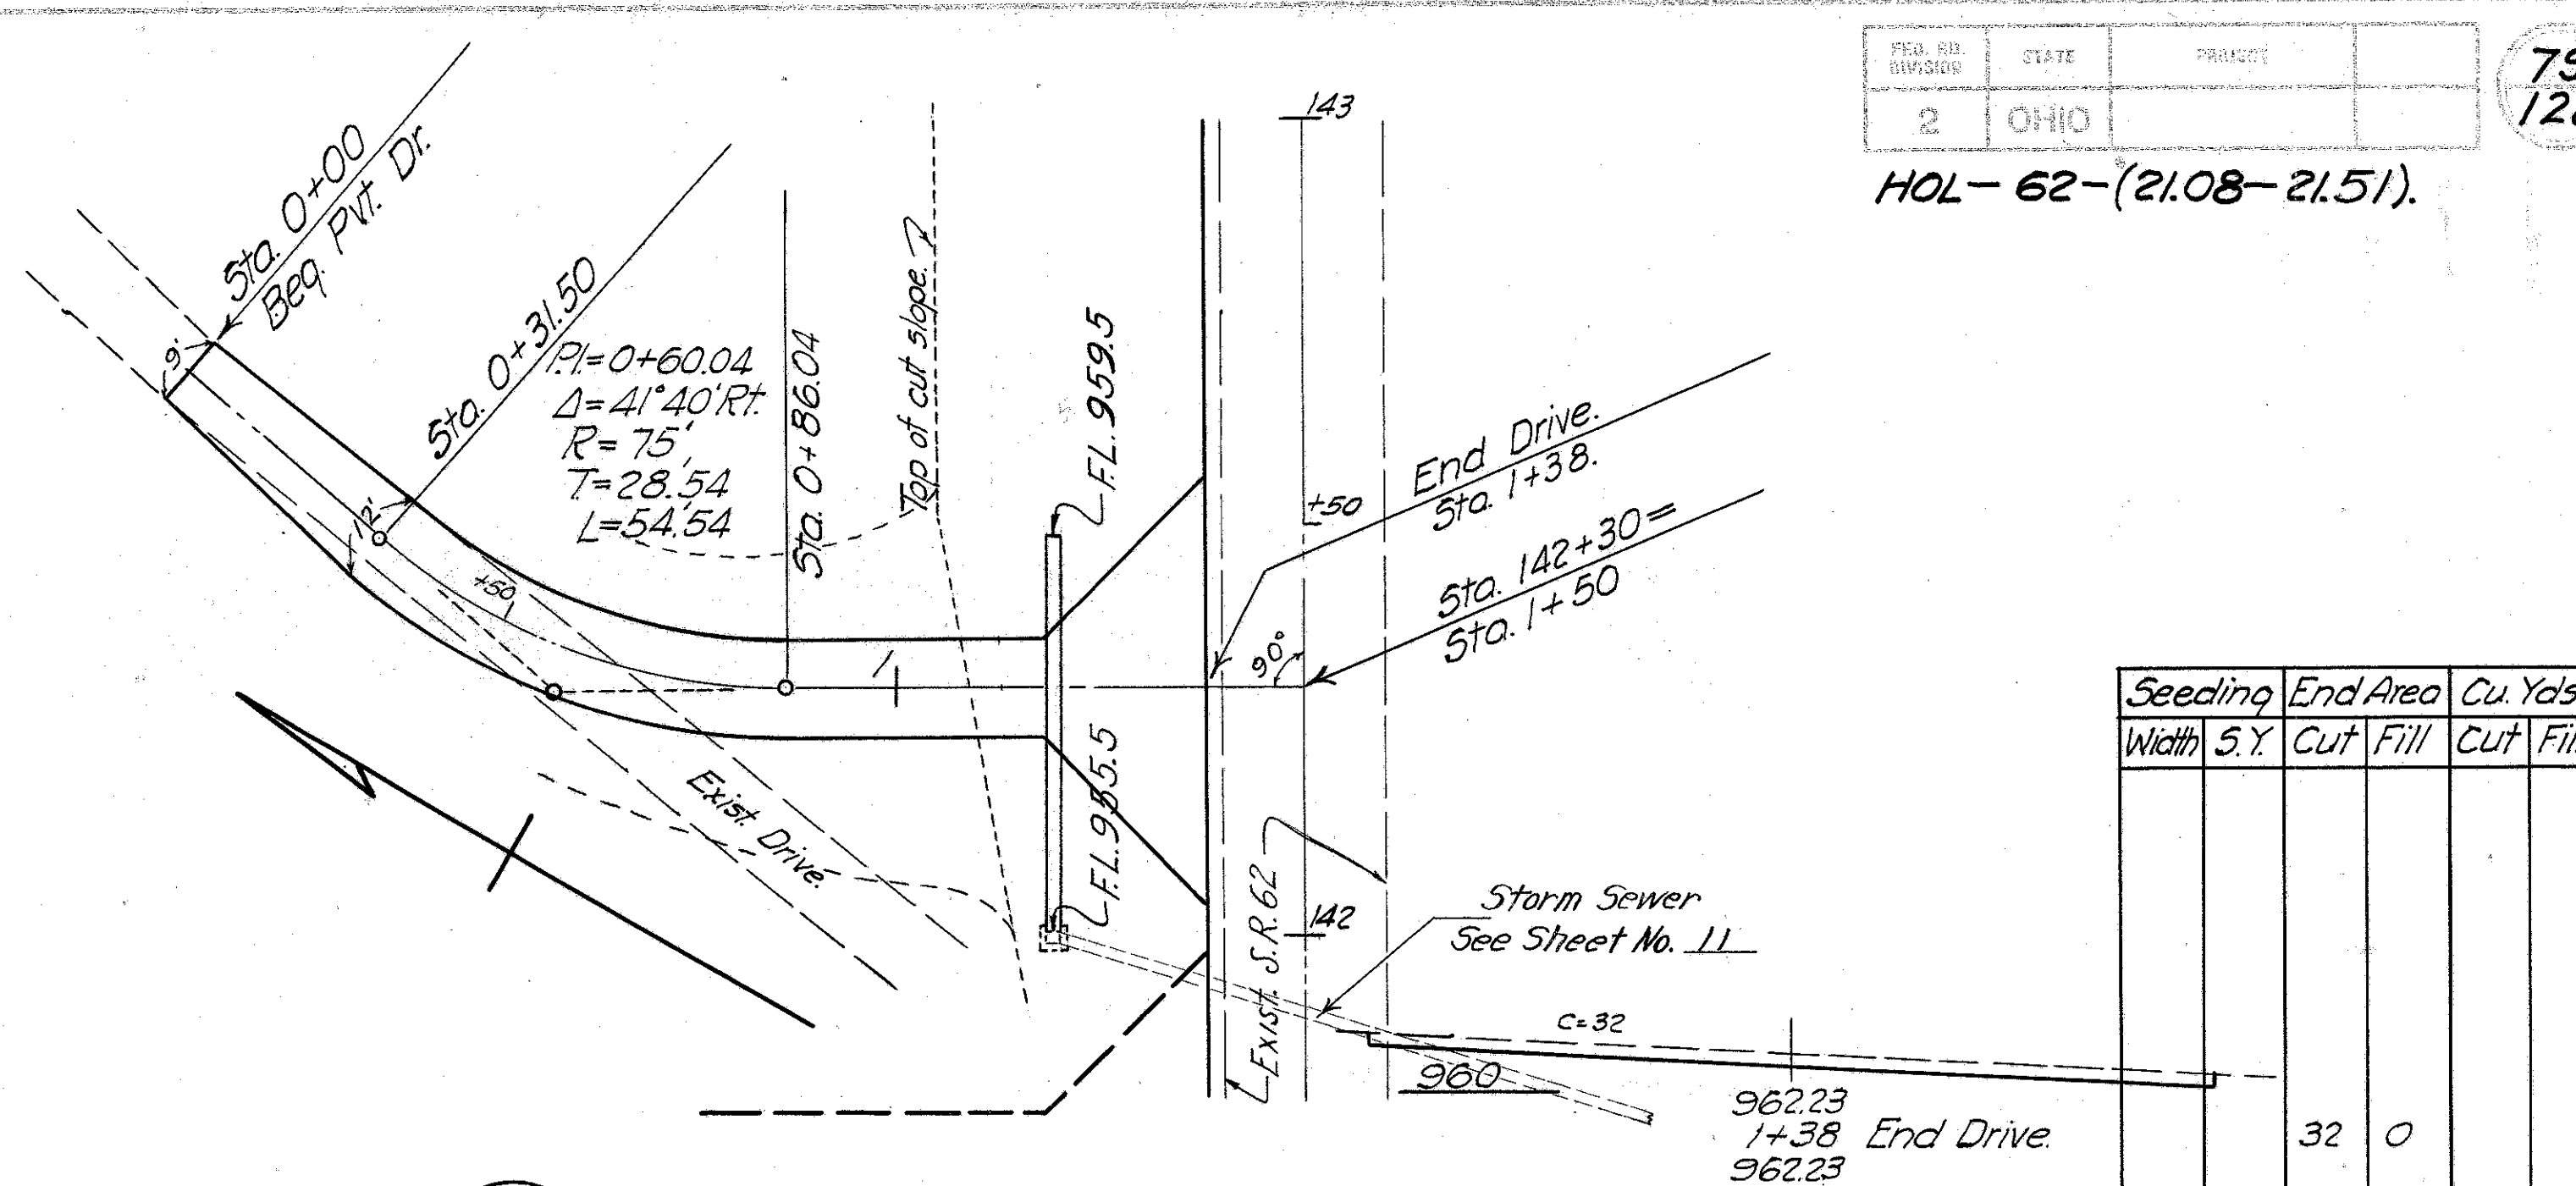 FED. RD. DIVISION
STATE
PROJECT
2
OHIO
HOL-62-(21.08-21.51).
143
Sta. 0+00
Beg. Pvt. Dr.
9'
Sta. 0+31.50
12'
P.I.=0+60.04
Δ=41°40' Rt.
R=75'
T=28.54'
L=54.54'
Sta. 0+86.04
Top of cut slope.
F.L. 959.5
End Drive.
Sta. 1+38.
+50
Sta. 142+30=
Sta. 1+50
90°
+50
1
Exist. Drive.
F.L. 955.5
Exist. S.R. 62
142
Storm Sewer
See Sheet No. 11
C=32
960
962.23
1+38 End Drive.
962.23
Seeding End Area Cu. Yds
Width S.Y. Cut Fill Cut Fil
32 0